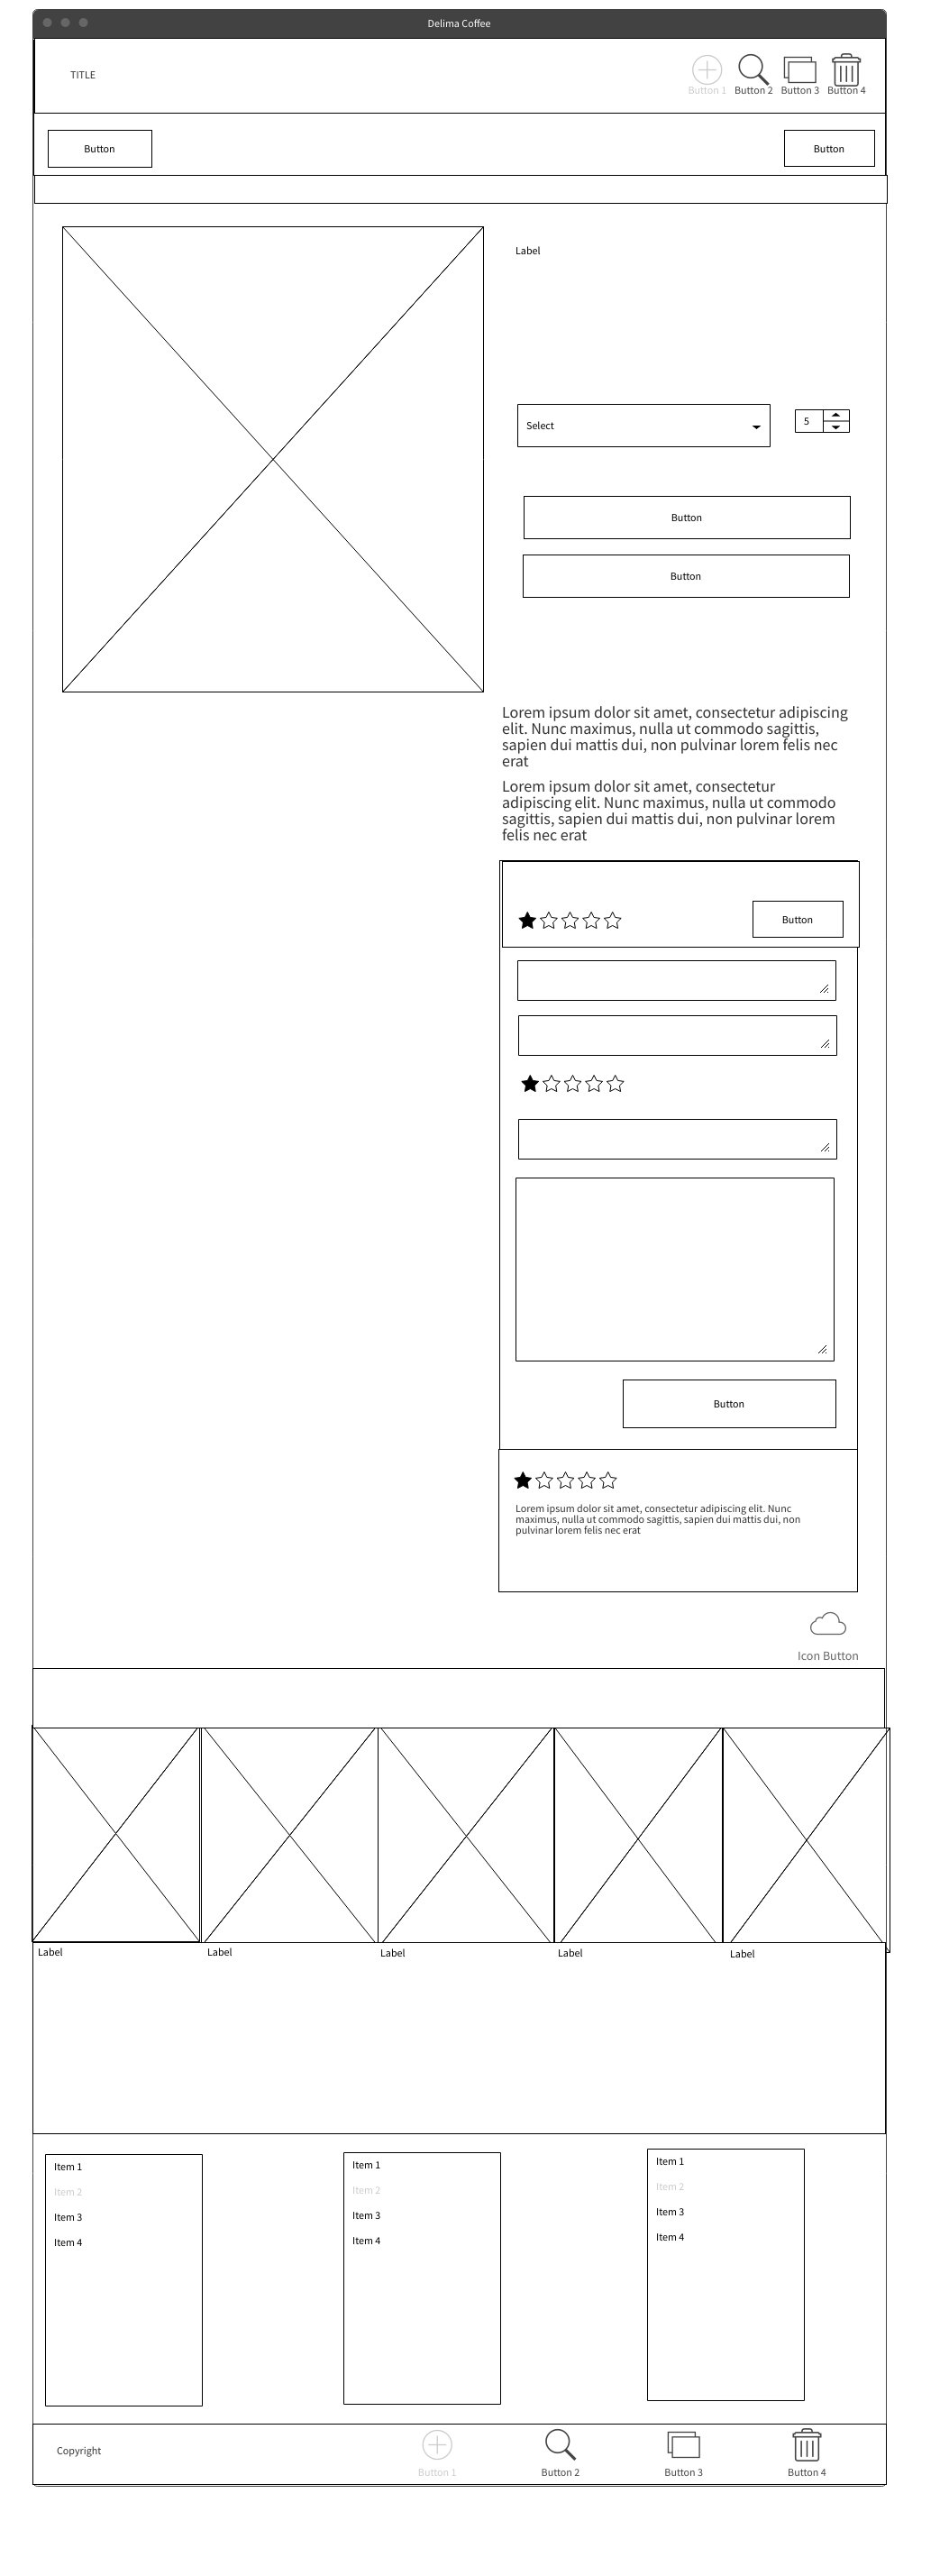 Delima Coffee
TITLE
Button 1
Button 2
Button 3
Button 4
Button
Button
Label
Select
5
Button
Button
Lorem ipsum dolor sit amet, consectetur adipiscing
elit. Nunc maximus, nulla ut commodo sagittis,
sapien dui mattis dui, non pulvinar lorem felis nec
erat
Lorem ipsum dolor sit amet, consectetur
adipiscing elit. Nunc maximus, nulla ut commodo
sagittis, sapien dui mattis dui, non pulvinar lorem
felis nec erat
Button
Button
Lorem ipsum dolor sit amet, consectetur adipiscing elit. Nunc
maximus, nulla ut commodo sagittis, sapien dui mattis dui, non
pulvinar lorem felis nec erat
Icon Button
Label
Label
Label
Label
Label
Item 1
Item 2
Item 3
Item 4
Item 1
Item 2
Item 3
Item 4
Item 1
Item 2
Item 3
Item 4
Copyright
Button 1
Button 2
Button 3
Button 4